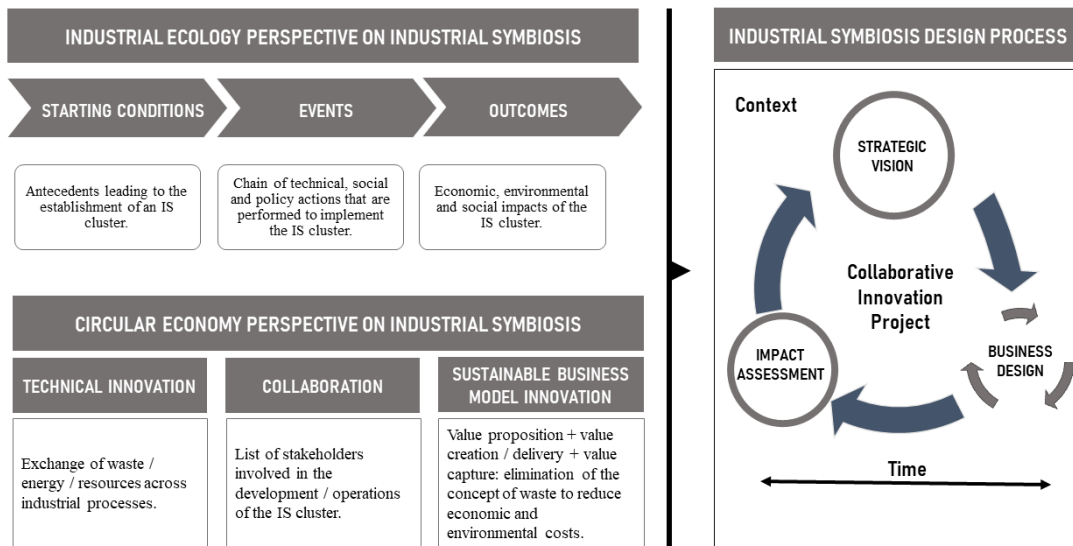 INDUSTRIAL ECOLOGY PERSPECTIVE ON INDUSTRIAL SYMBIOSIS
STARTING CONDITIONS
EVENTS
OUTCOMES
Antecedents leading to the
establishment of an IS
cluster.
Chain of technical, social
and policy actions that are
performed to implement
the IS cluster.
Economic, environmental
and social impacts of the
IS cluster.
CIRCULAR ECONOMY PERSPECTIVE ON INDUSTRIAL SYMBIOSIS
TECHNICAL INNOVATION
COLLABORATION
SUSTAINABLE BUSINESS
MODEL INNOVATION
Exchange of waste /
energy / resources across
industrial processes.
List of stakeholders
involved in the
development / operations
of the IS cluster.
Value proposition + value
creation / delivery + value
capture: elimination of the
concept of waste to reduce
economic and
environmental costs.
INDUSTRIAL SYMBIOSIS DESIGN PROCESS
Context
STRATEGIC
VISION
Collaborative
Innovation
Project
IMPACT
ASSESSMENT
BUSINESS
DESIGN
Time